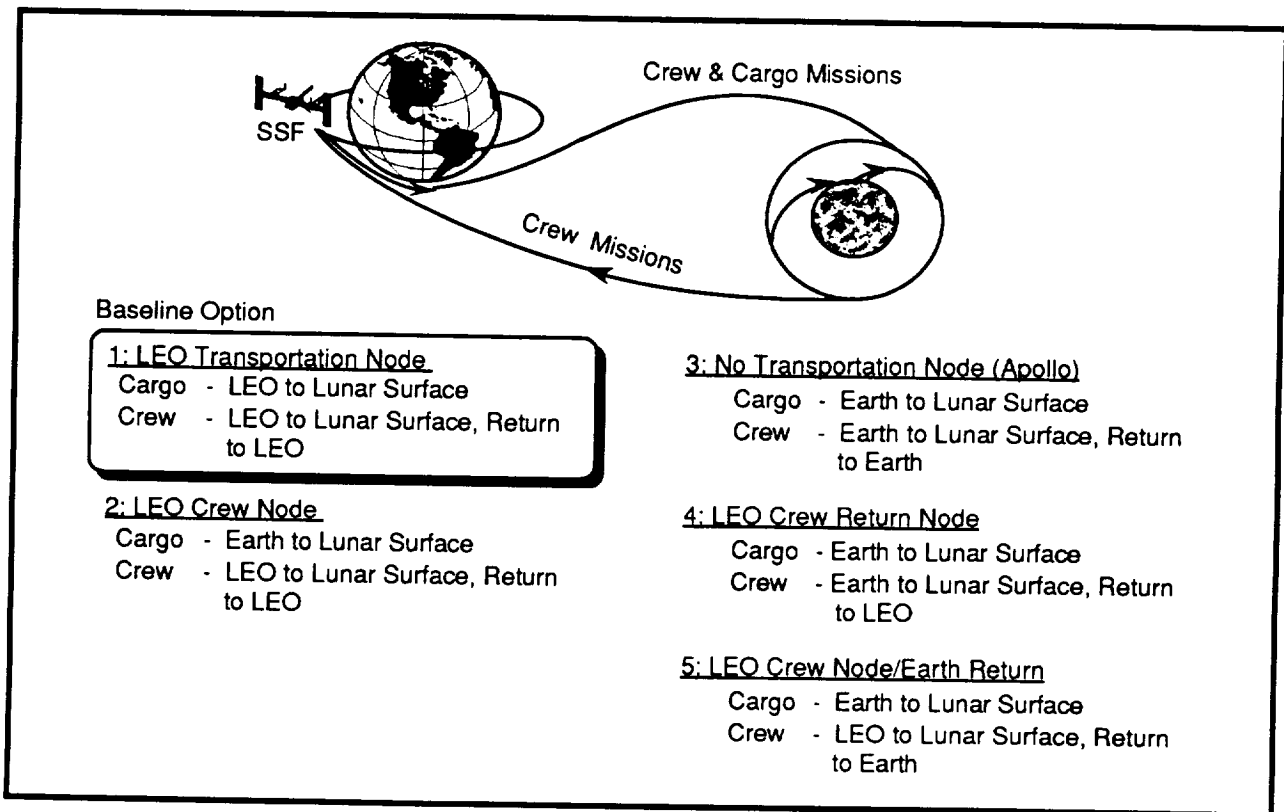 Crew & Cargo Missions
SSF
Crew Missions
Baseline Option
1: LEO Transportation Node
Cargo - LEO to Lunar Surface
Crew - LEO to Lunar Surface, Return
to LEO
2: LEO Crew Node
Cargo - Earth to Lunar Surface
Crew - LEO to Lunar Surface, Return
to LEO
3: No Transportation Node (Apollo)
Cargo - Earth to Lunar Surface
Crew - Earth to Lunar Surface, Return
to Earth
4: LEO Crew Return Node
Cargo - Earth to Lunar Surface
Crew - Earth to Lunar Surface, Return
to LEO
5: LEO Crew Node/Earth Return
Cargo - Earth to Lunar Surface
Crew - LEO to Lunar Surface, Return
to Earth